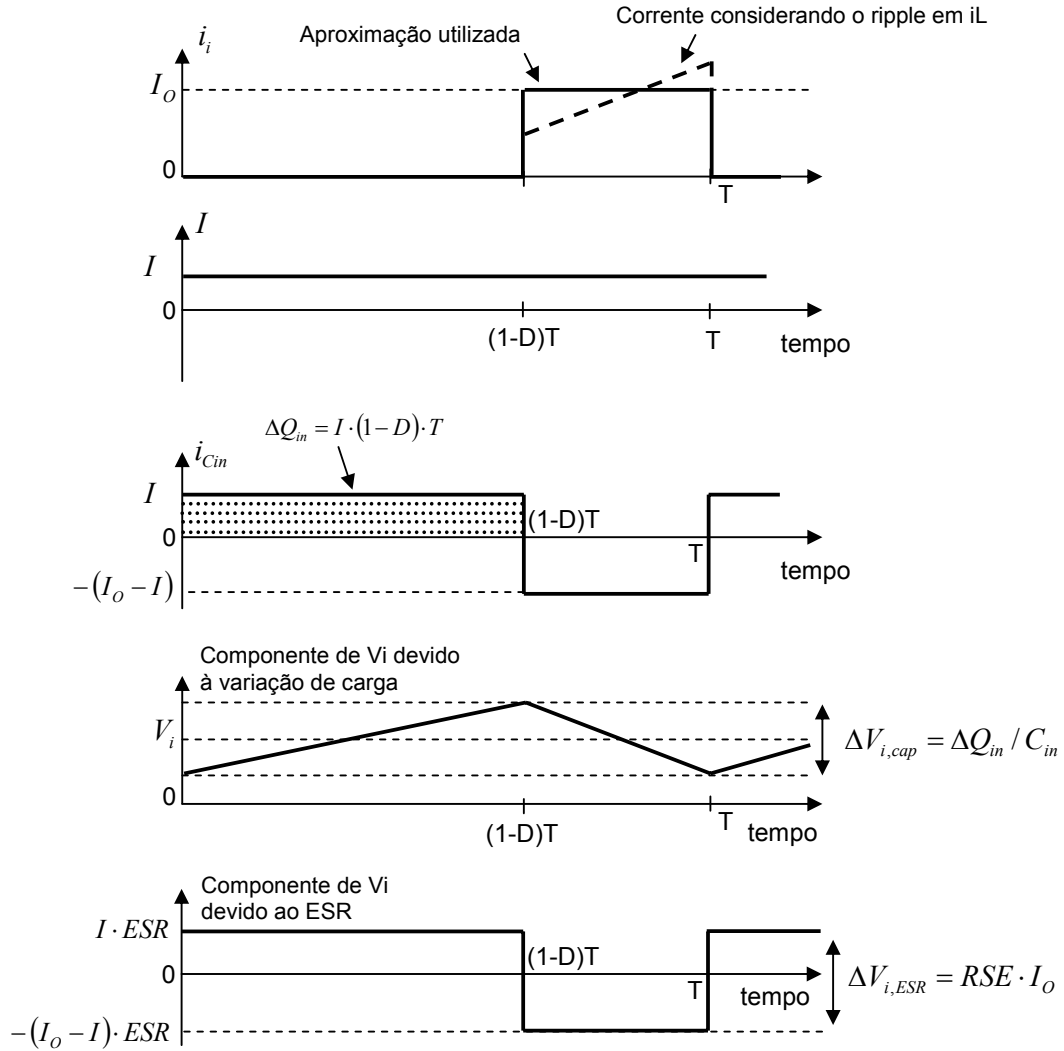 Corrente considerando o ripple em iL
Aproximação utilizada
i_i
I_O
0
T
I
I
0
(1-D)T
T
tempo
ΔQ_in = I · (1 − D) · T
i_Cin
I
0
(1-D)T
T
tempo
−(I_O − I)
Componente de Vi devido
à variação de carga
V_i
0
(1-D)T
T
tempo
ΔV_i,cap = ΔQ_in / C_in
Componente de Vi
devido ao ESR
I · ESR
0
(1-D)T
T
tempo
−(I_O − I) · ESR
ΔV_i,ESR = RSE · I_O